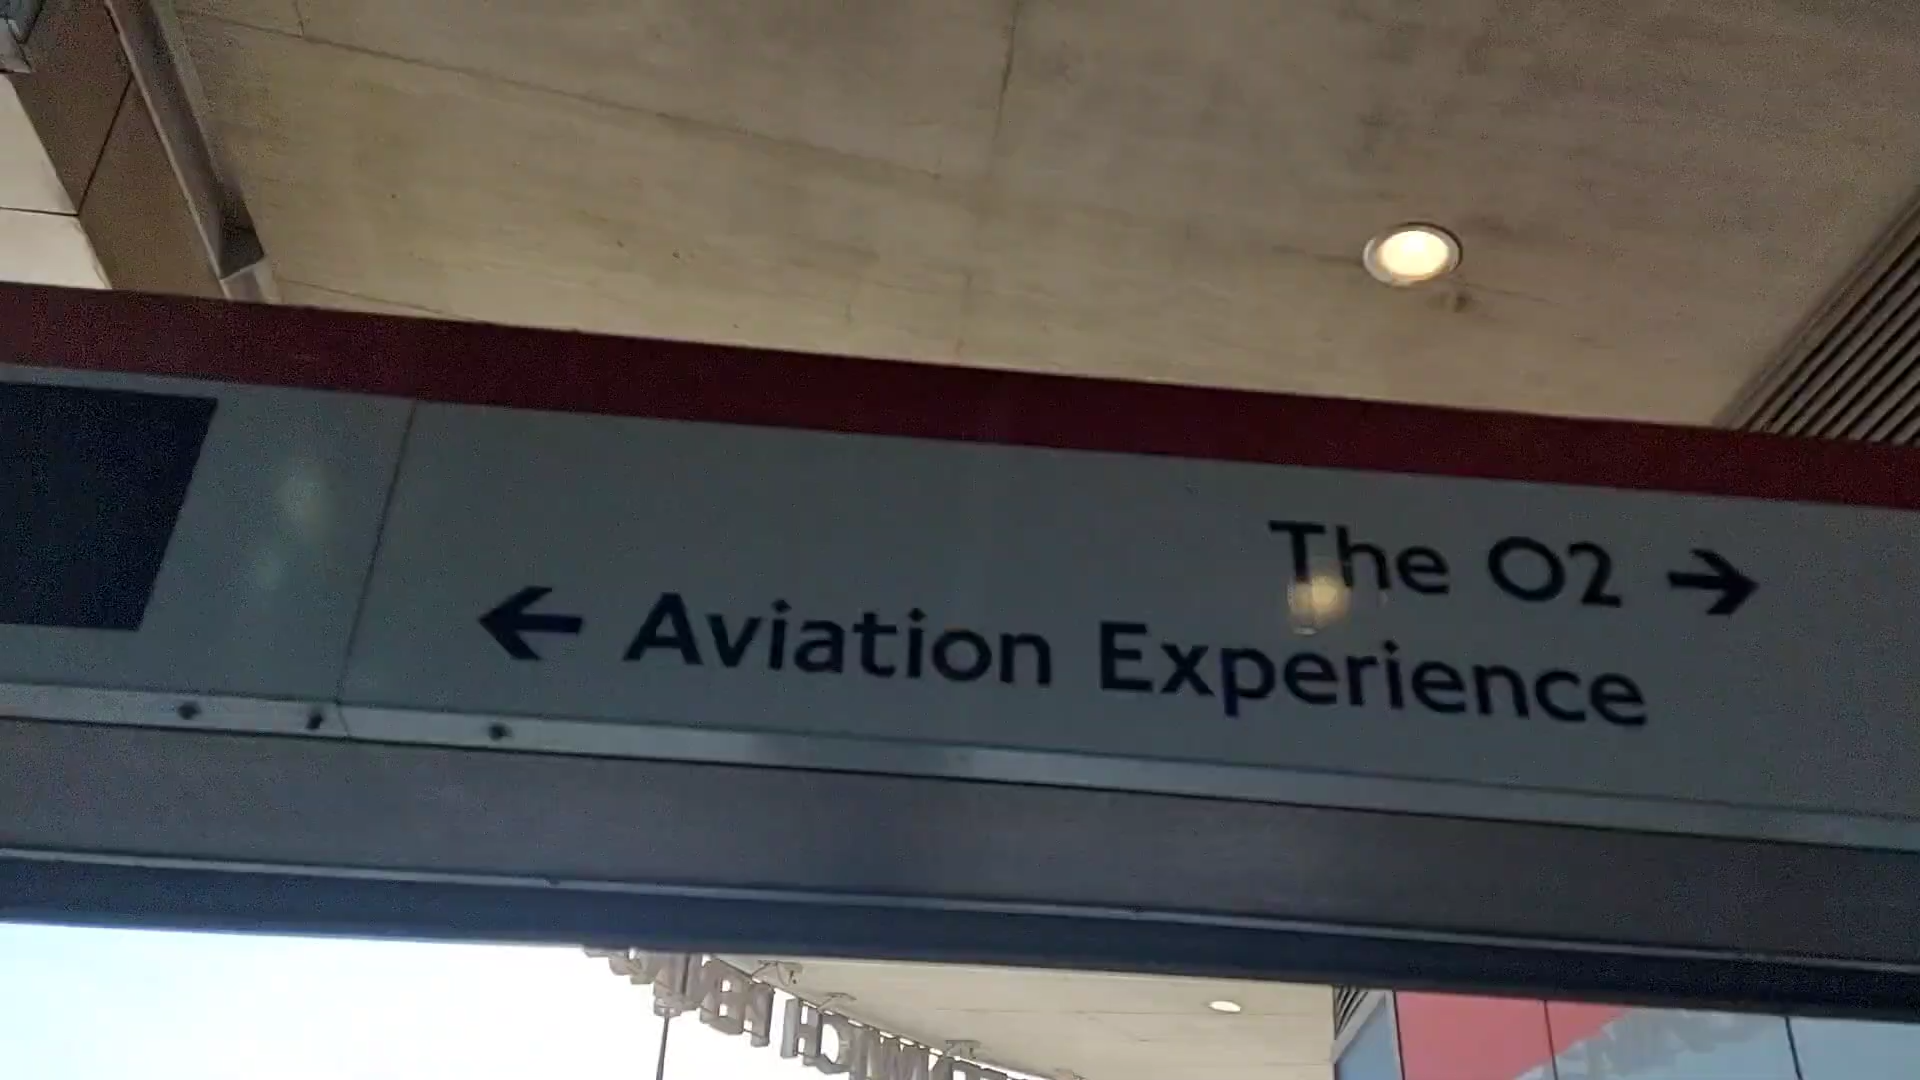 The O2 →
← Aviation Experience